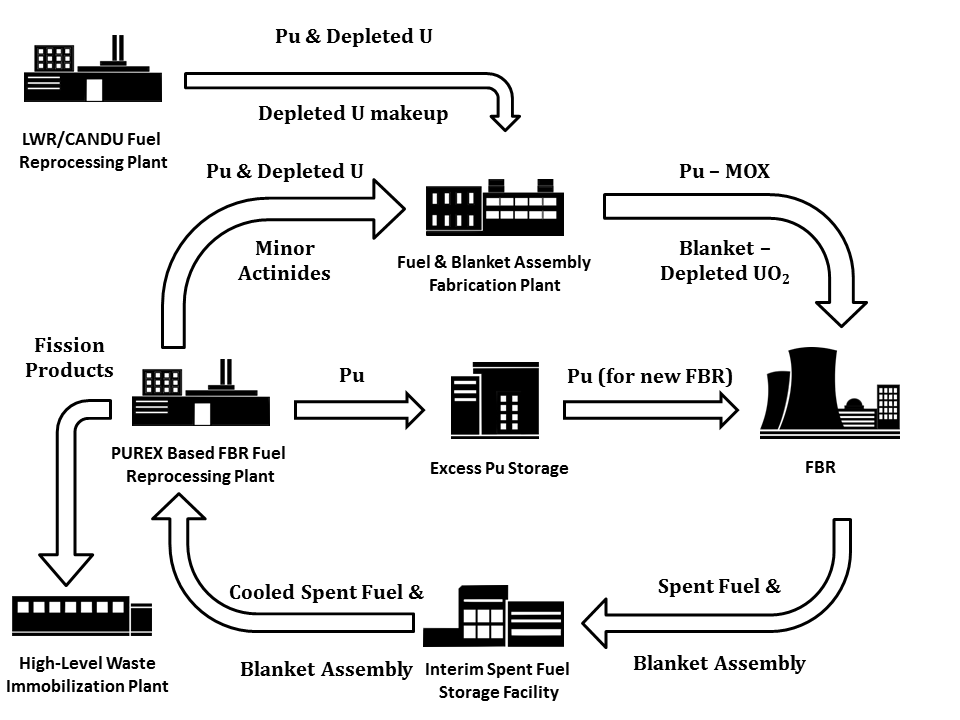 Pu & Depleted U
Depleted U makeup
LWR/CANDU Fuel
Reprocessing Plant
Pu & Depleted U
Minor
Actinides
Pu – MOX
Blanket –
Depleted UO₂
Fuel & Blanket Assembly
Fabrication Plant
Fission
Products
Pu
Pu (for new FBR)
PUREX Based FBR Fuel
Reprocessing Plant
Excess Pu Storage
FBR
Cooled Spent Fuel &
Blanket Assembly
Spent Fuel &
Blanket Assembly
High-Level Waste
Immobilization Plant
Interim Spent Fuel
Storage Facility